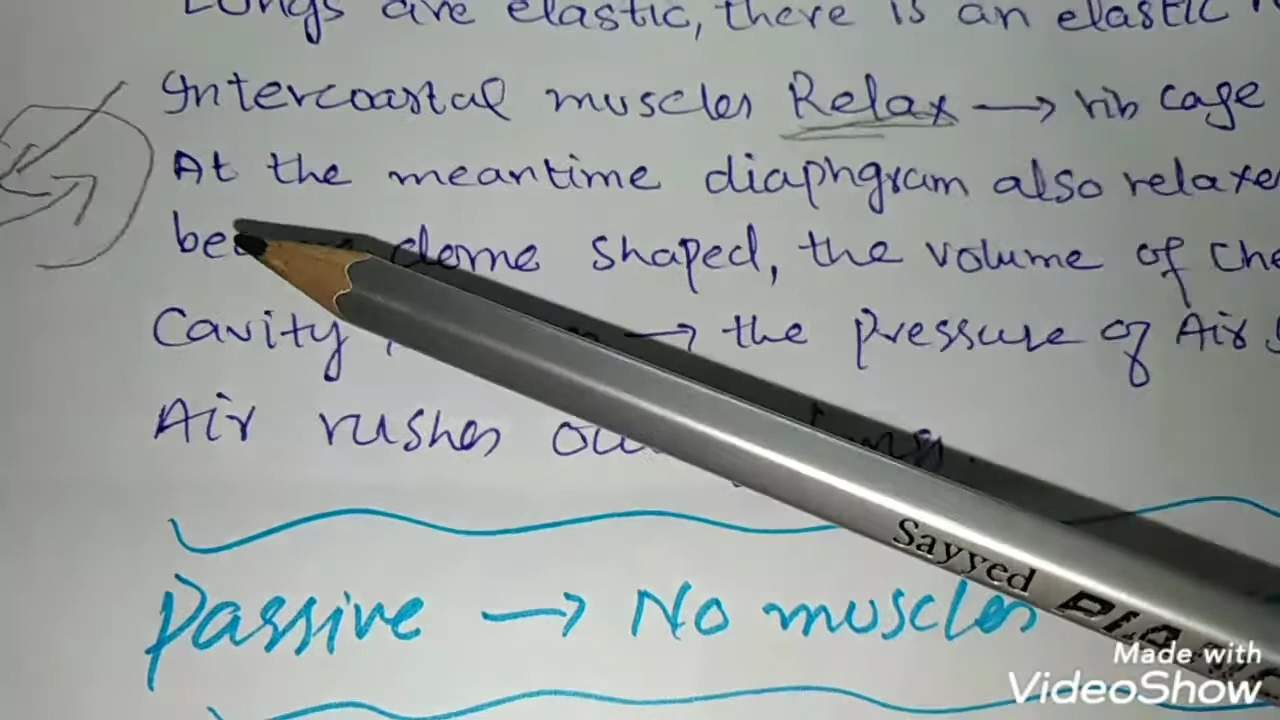 Lungs are elastic, there is an elastic
Intercoastal muscles Relax → rib cage
At the meantime diaphgram also relaxe
be dome shaped, the volume of Che
Cavity → the pressure of Air
Air rushes ou
Passive → No muscles
Sayyed
Made with
VideoShow